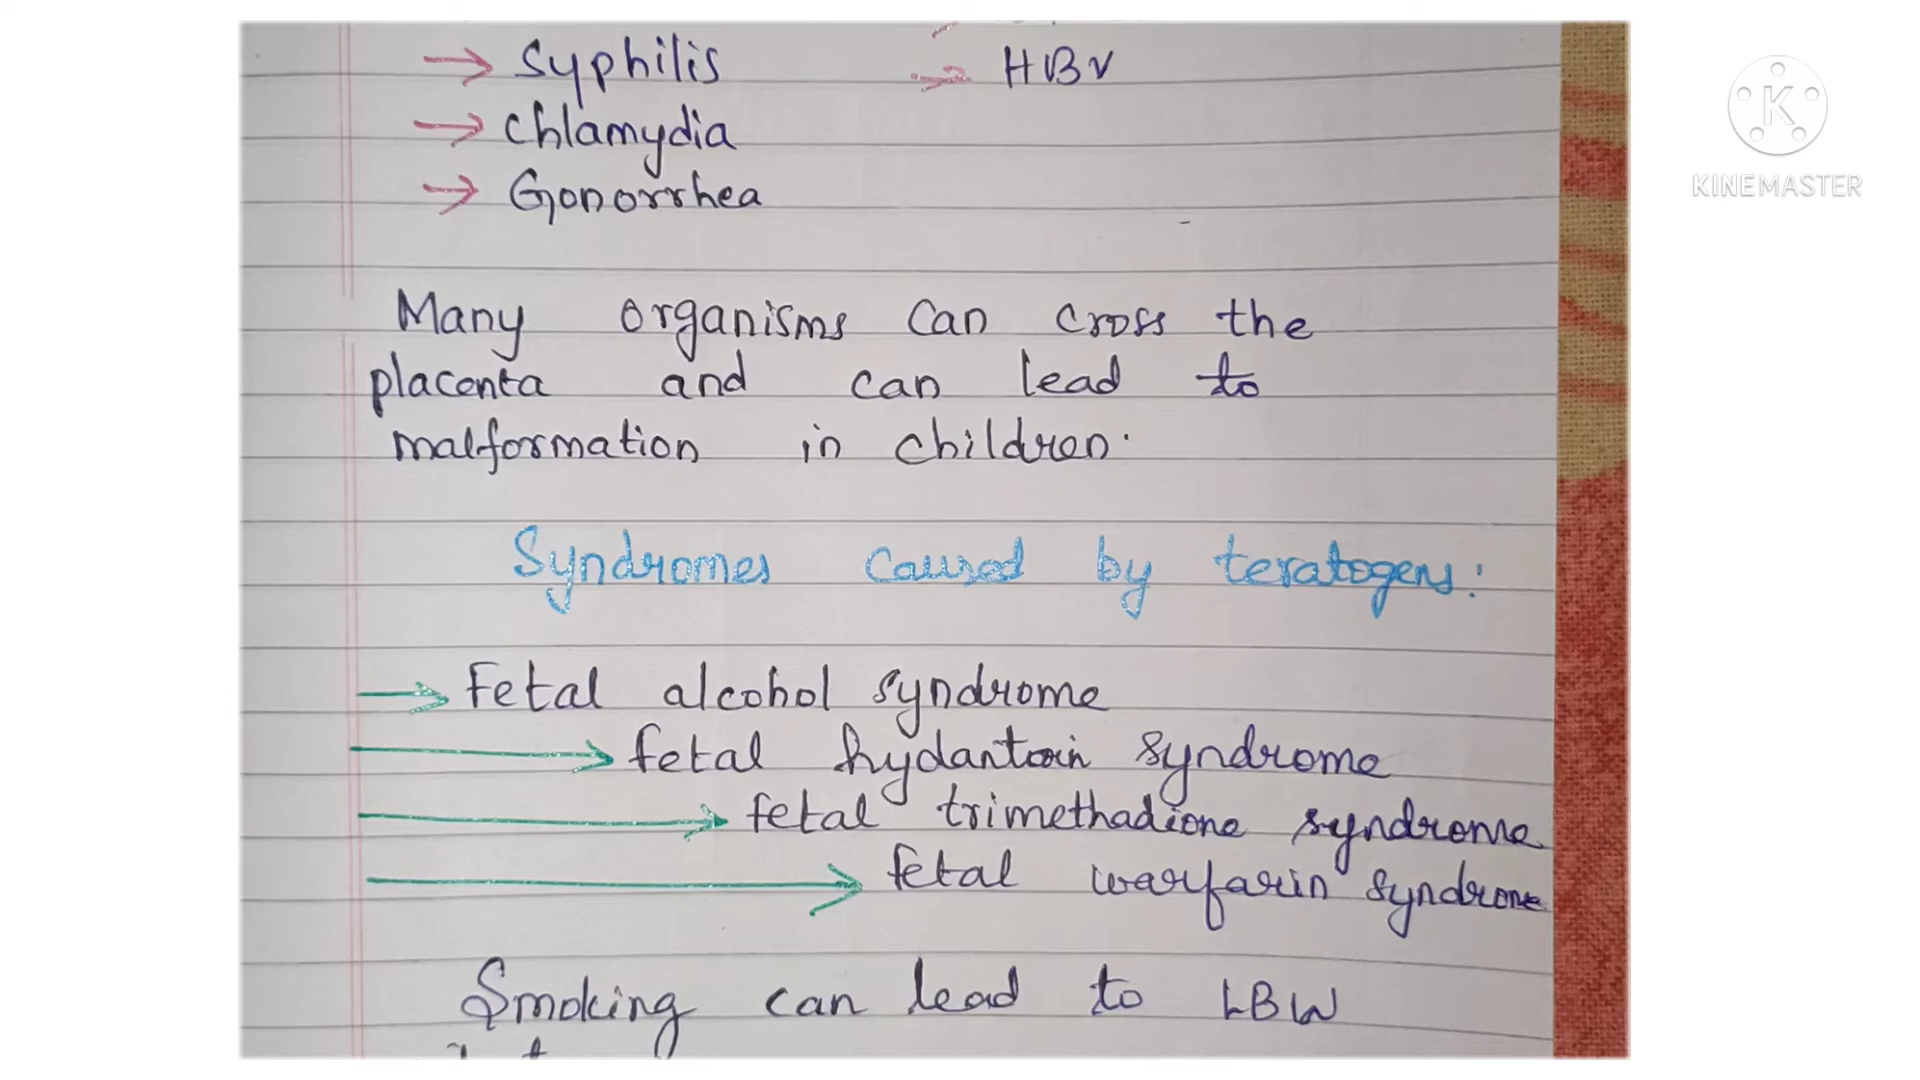 → Syphilis → HBV
→ Chlamydia
→ Gonorrhea
Many organisms can cross the
placenta and can lead to
malformation in children.
Syndromes caused by teratogens:
→ Fetal alcohol syndrome
→ fetal hydantoin syndrome
→ fetal trimethadione syndrome
→ fetal warfarin syndrome
Smoking can lead to LBW
K
KINEMASTER